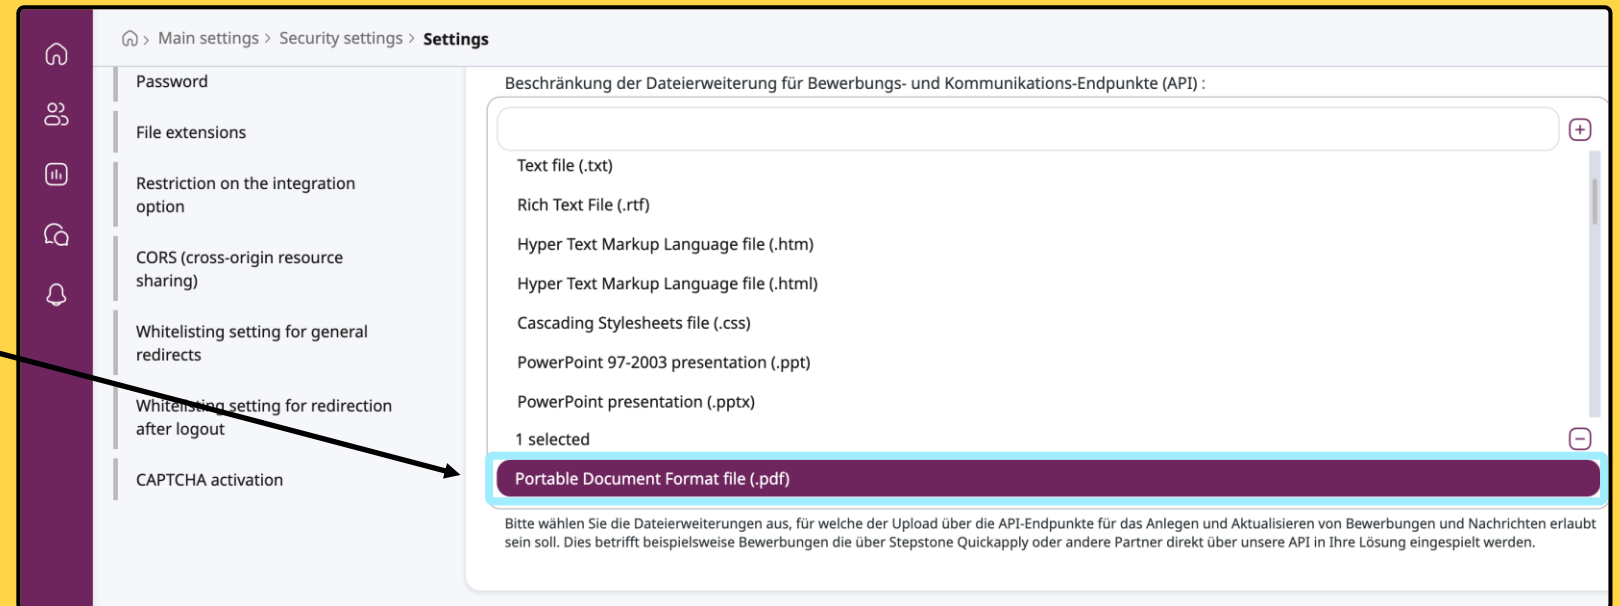 Main settings > Security settings > Settings
Password
File extensions
Restriction on the integration
option
CORS (cross-origin resource
sharing)
Whitelisting setting for general
redirects
Whitelisting setting for redirection
after logout
CAPTCHA activation
Beschränkung der Dateierweiterung für Bewerbungs- und Kommunikations-Endpunkte (API) :
Text file (.txt)
Rich Text File (.rtf)
Hyper Text Markup Language file (.htm)
Hyper Text Markup Language file (.html)
Cascading Stylesheets file (.css)
PowerPoint 97-2003 presentation (.ppt)
PowerPoint presentation (.pptx)
1 selected
Portable Document Format file (.pdf)
Bitte wählen Sie die Dateierweiterungen aus, für welche der Upload über die API-Endpunkte für das Anlegen und Aktualisieren von Bewerbungen und Nachrichten erlaubt
sein soll. Dies betrifft beispielsweise Bewerbungen die über Stepstone Quickapply oder andere Partner direkt über unsere API in Ihre Lösung eingespielt werden.